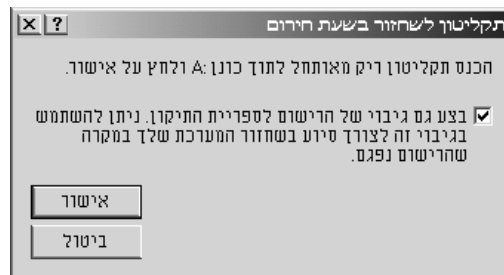 תקליטון לשחזור בשעת חירום
הכנס תקליטון ריק מאותחל לתוך כונן A: ולחץ על אישור.
בצע גם גיבוי של הרישום לספריית התיקון. ניתן להשתמש
בגיבוי זה לצורך סיוע בשחזור המערכת שלך במקרה
שהרישום נפגם.
אישור
ביטול